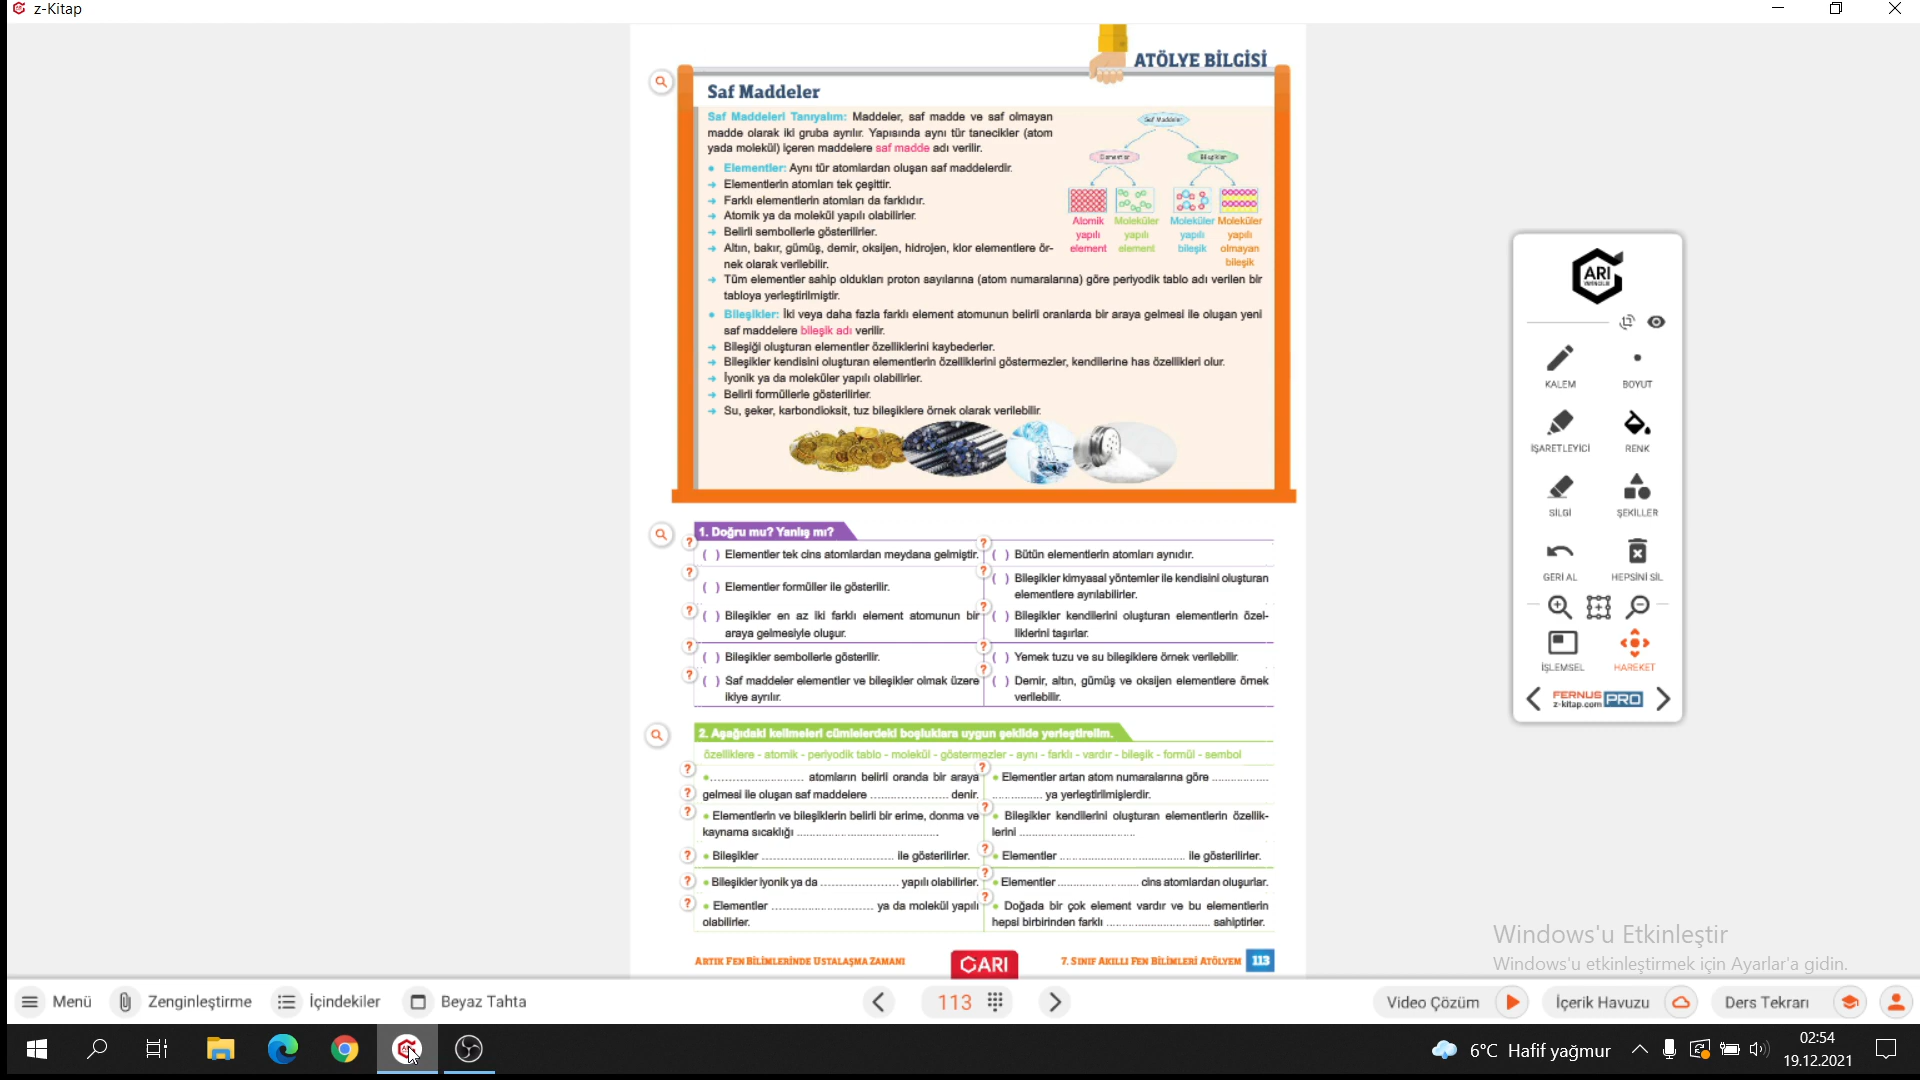 z-Kitap
ATÖLYE BİLGİSİ
Saf Maddeler
Saf Maddeleri Tanıyalım: Maddeler, saf madde ve saf olmayan
madde olarak iki gruba ayrılır. Yapısında aynı tür tanecikler (atom
yada molekül) içeren maddelere saf madde adı verilir.
• Elementler: Aynı tür atomlardan oluşan saf maddelerdir.
→ Elementlerin atomları tek çeşittir.
→ Farklı elementlerin atomları da farklıdır.
→ Atomik ya da molekül yapılı olabilirler.
→ Belirli sembollerle gösterilirler.
→ Altın, bakır, gümüş, demir, oksijen, hidrojen, klor elementlere ör-
nek olarak verilebilir.
→ Tüm elementler sahip oldukları proton sayılarına (atom numaralarına) göre periyodik tablo adı verilen bir
tabloya yerleştirilmiştir.
• Bileşikler: İki veya daha fazla farklı element atomunun belirli oranlarda bir araya gelmesi ile oluşan yeni
saf maddelere bileşik adı verilir.
→ Bileşiği oluşturan elementler özelliklerini kaybederler.
→ Bileşikler kendisini oluşturan elementlerin özelliklerini göstermezler, kendilerine has özellikleri olur.
→ İyonik ya da moleküler yapılı olabilirler.
→ Belirli formüllerle gösterilirler.
→ Su, şeker, karbondioksit, tuz bileşiklere örnek olarak verilebilir.
Saf Maddeler
Elementler
Bileşikler
Atomik yapılı element
Moleküler yapılı element
Moleküler yapılı bileşik
Moleküler yapılı olmayan bileşik
1. Doğru mu? Yanlış mı?
( ) Elementler tek cins atomlardan meydana gelmiştir.
( ) Elementler formüller ile gösterilir.
( ) Bileşikler en az iki farklı element atomunun bir
araya gelmesiyle oluşur.
( ) Bileşikler sembollerle gösterilir.
( ) Saf maddeler elementler ve bileşikler olmak üzere
ikiye ayrılır.
( ) Bütün elementlerin atomları aynıdır.
( ) Bileşikler kimyasal yöntemler ile kendisini oluşturan
elementlere ayrılabilirler.
( ) Bileşikler kendilerini oluşturan elementlerin özel-
liklerini taşırlar.
( ) Yemek tuzu ve su bileşiklere örnek verilebilir.
( ) Demir, altın, gümüş ve oksijen elementlere örnek
verilebilir.
2. Aşağıdaki kelimeleri cümlelerdeki boşluklara uygun şekilde yerleştirelim.
özelliklere - atomik - periyodik tablo - molekül - göstermezler - aynı - farklı - vardır - bileşik - formül - sembol
• .......................... atomların belirli oranda bir araya
gelmesi ile oluşan saf maddelere ...................... denir.
• Elementlerin ve bileşiklerin belirli bir erime, donma ve
kaynama sıcaklığı ........................................
• Bileşikler ..................................... ile gösterilirler.
• Bileşikler iyonik ya da ...................... yapılı olabilirler.
• Elementler ............................. ya da molekül yapılı
olabilirler.
• Elementler artan atom numaralarına göre ................
.............. ya yerleştirilmişlerdir.
• Bileşikler kendilerini oluşturan elementlerin özellik-
lerini .................................
• Elementler ................................... ile gösterilirler.
• Elementler ....................... cins atomlardan oluşurlar.
• Doğada bir çok element vardır ve bu elementlerin
hepsi birbirinden farklı ............................. sahiptirler.
ARTIK FEN BİLİMLERİNDE USTALAŞMA ZAMANI
ARI
7. SINIF AKILLI FEN BİLİMLERİ ATÖLYEM 113
ARI
YAYINCILIK
KALEM
BOYUT
İŞARETLEYİCİ
RENK
SİLGİ
ŞEKİLLER
GERİ AL
HEPSİNİ SİL
İŞLEMSEL
HAREKET
FERNUS
z-kitap.com PRO
Windows'u Etkinleştir
Windows'u etkinleştirmek için Ayarlar'a gidin.
Menü
Zenginleştirme
İçindekiler
Beyaz Tahta
113
Video Çözüm
İçerik Havuzu
Ders Tekrarı
6°C Hafif yağmur
02:54
19.12.2021